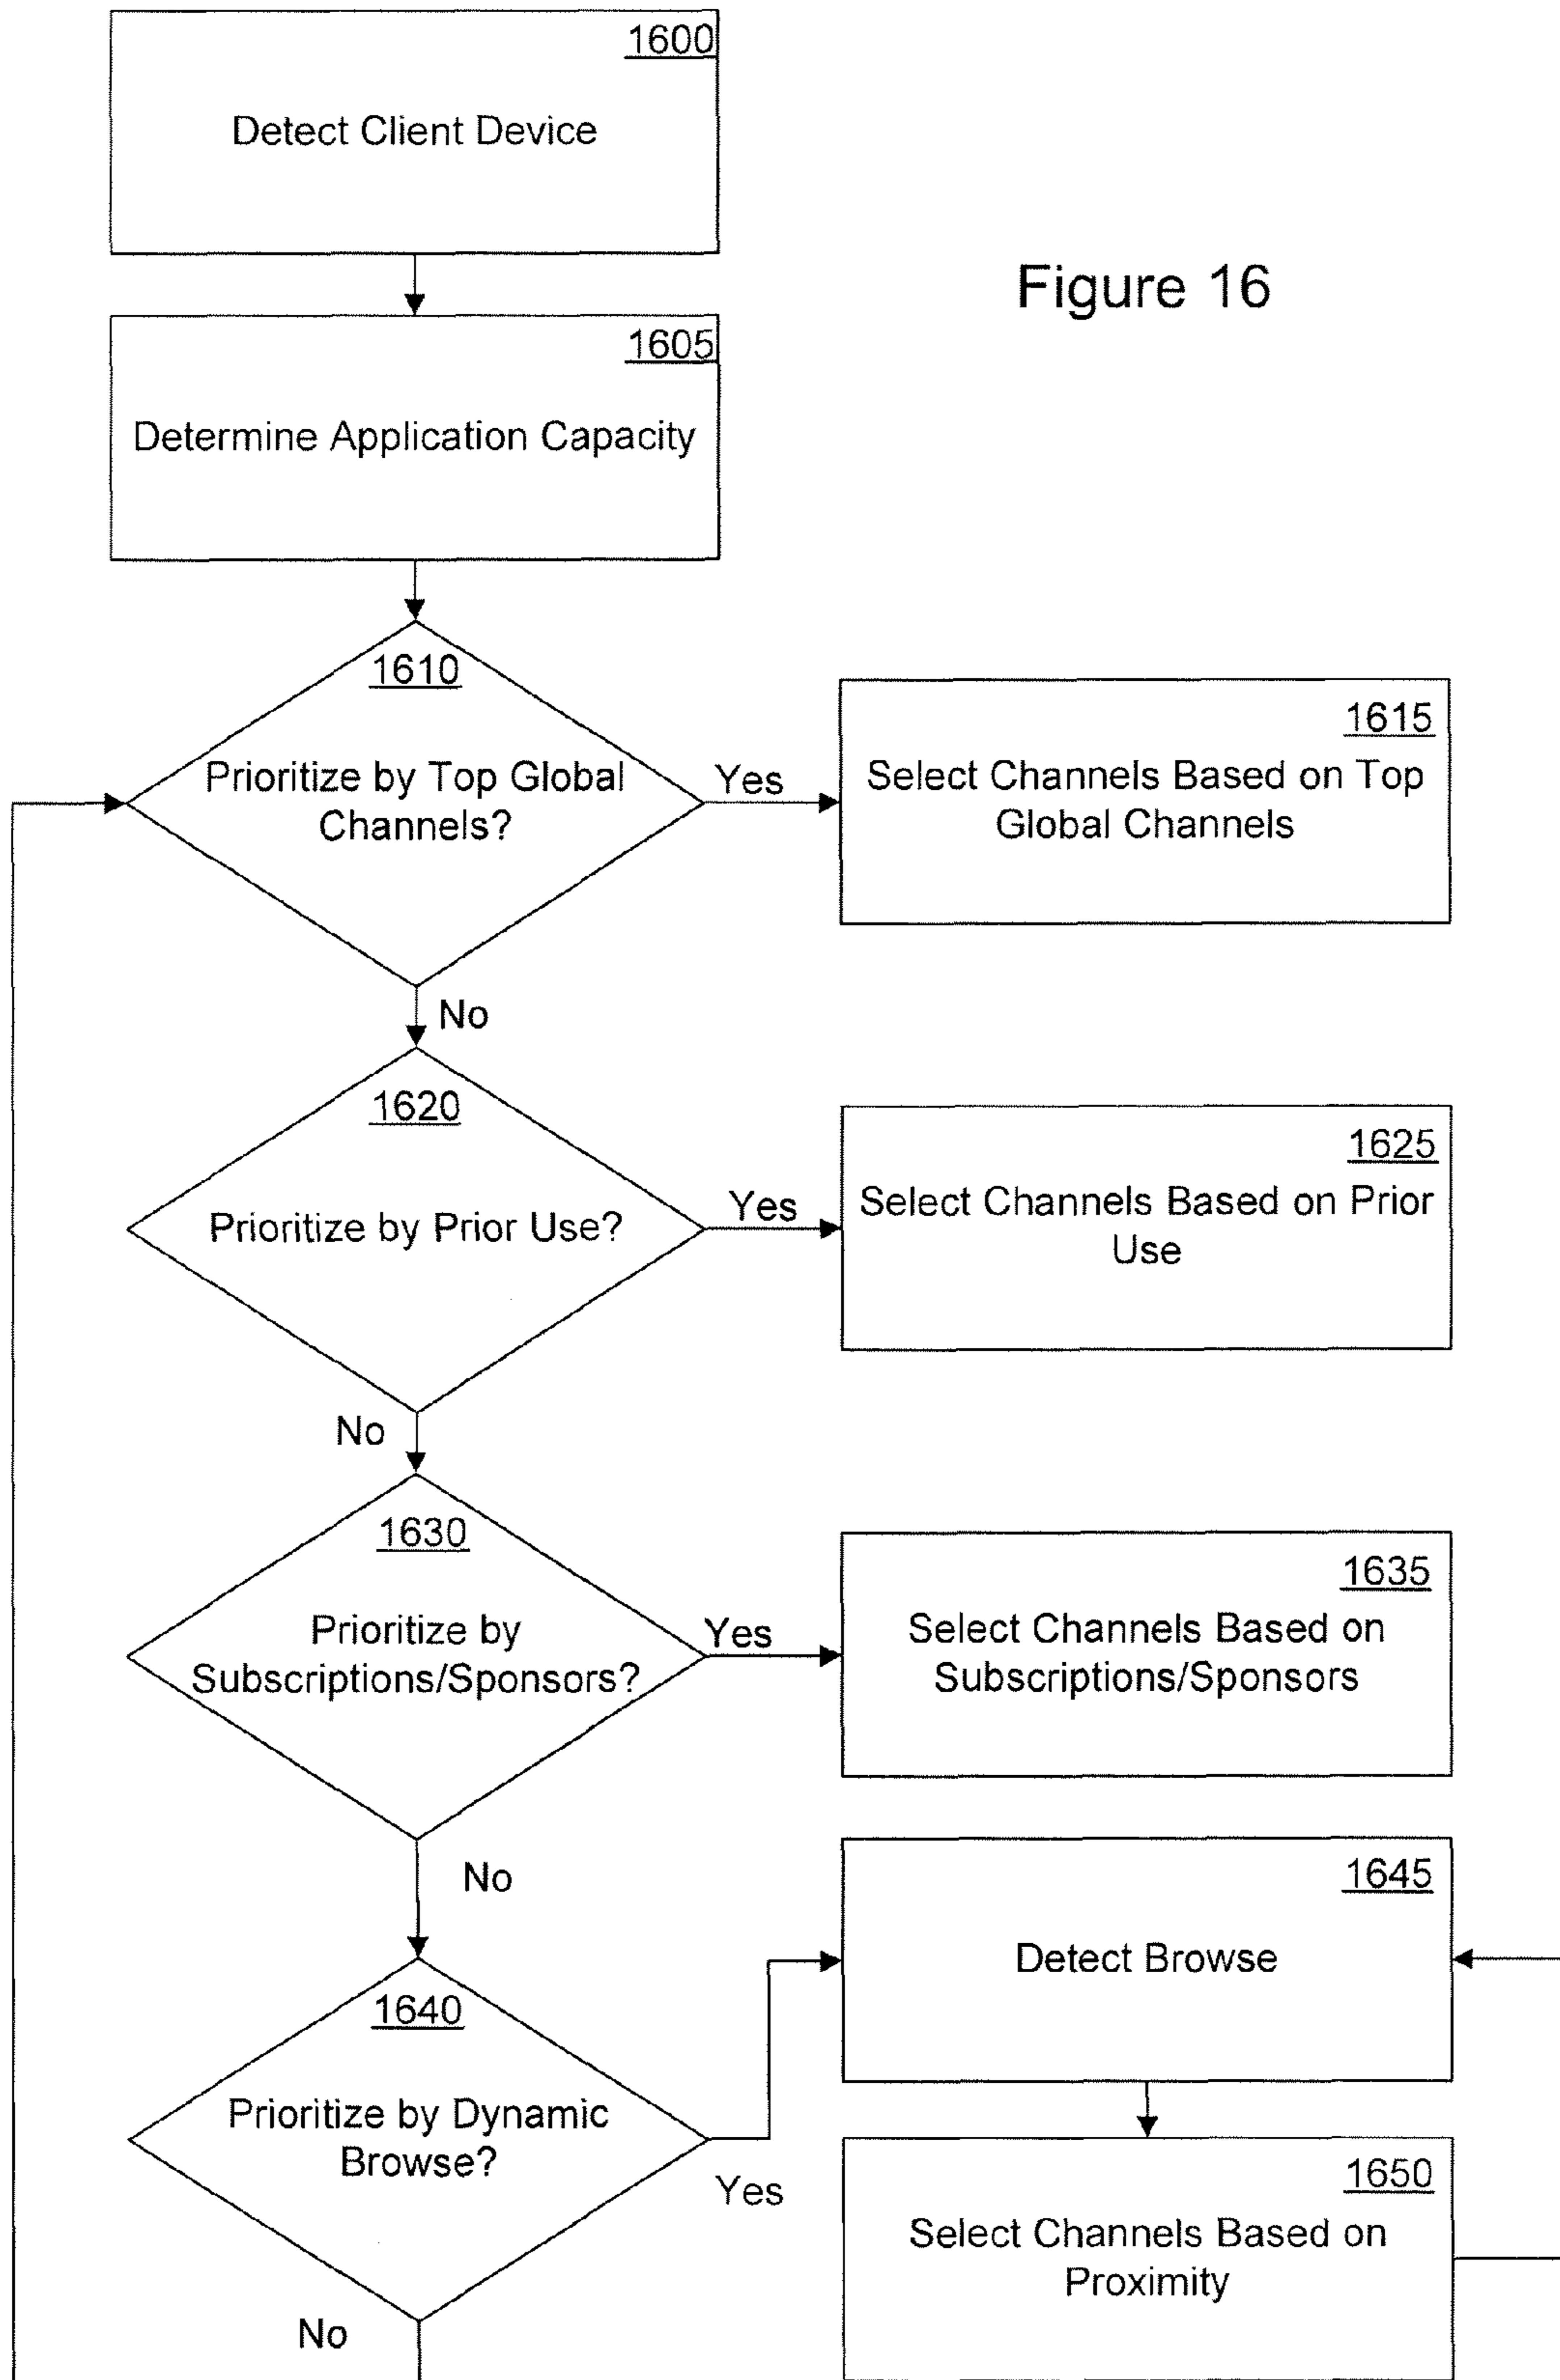 1600
Detect Client Device
Figure 16
1605
Determine Application Capacity
1610
Prioritize by Top Global
Channels?
Yes
1615
Select Channels Based on Top
Global Channels
No
1620
Prioritize by Prior Use?
Yes
1625
Select Channels Based on Prior
Use
No
1630
Prioritize by
Subscriptions/Sponsors?
Yes
1635
Select Channels Based on
Subscriptions/Sponsors
No
1640
Prioritize by Dynamic
Browse?
Yes
1645
Detect Browse
1650
Select Channels Based on
Proximity
No